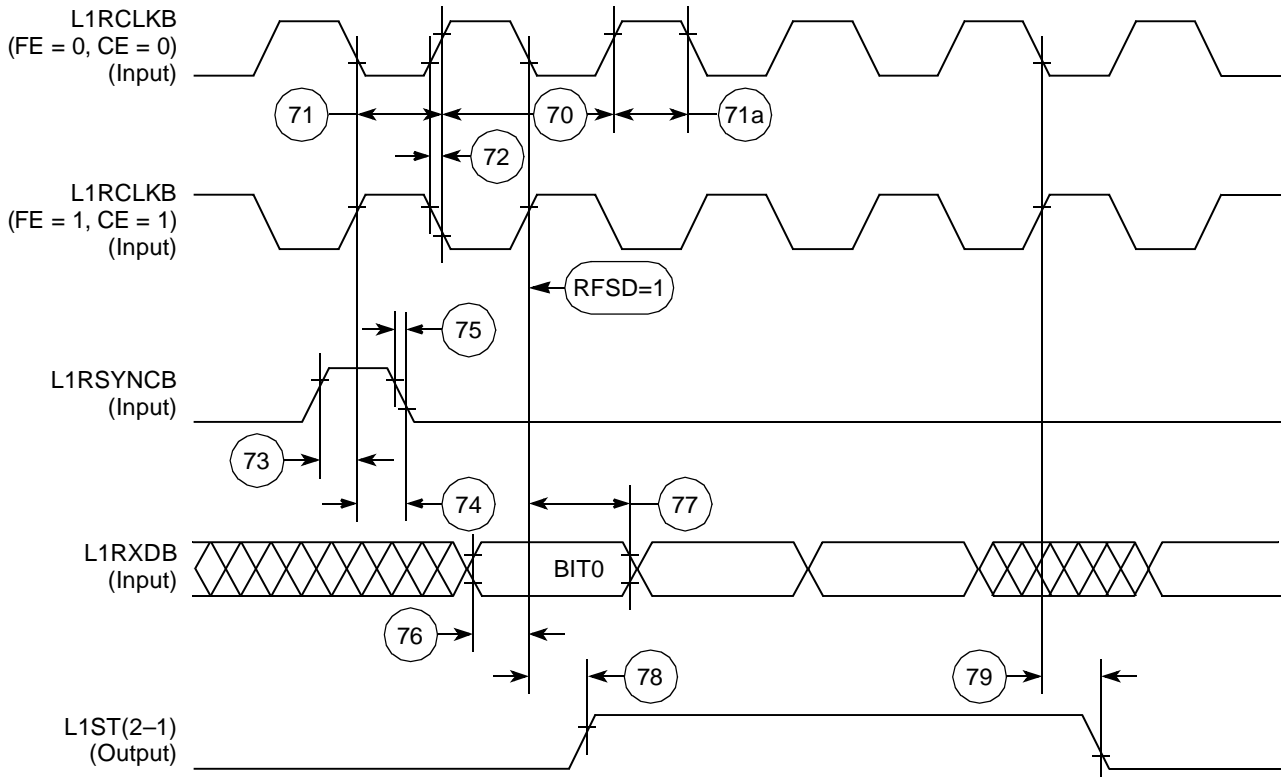 L1RCLKB
(FE = 0, CE = 0)
(Input)
71
70
71a
72
L1RCLKB
(FE = 1, CE = 1)
(Input)
RFSD=1
75
L1RSYNCB
(Input)
73
74
77
L1RXDB
(Input)
BIT0
76
78
79
L1ST(2–1)
(Output)